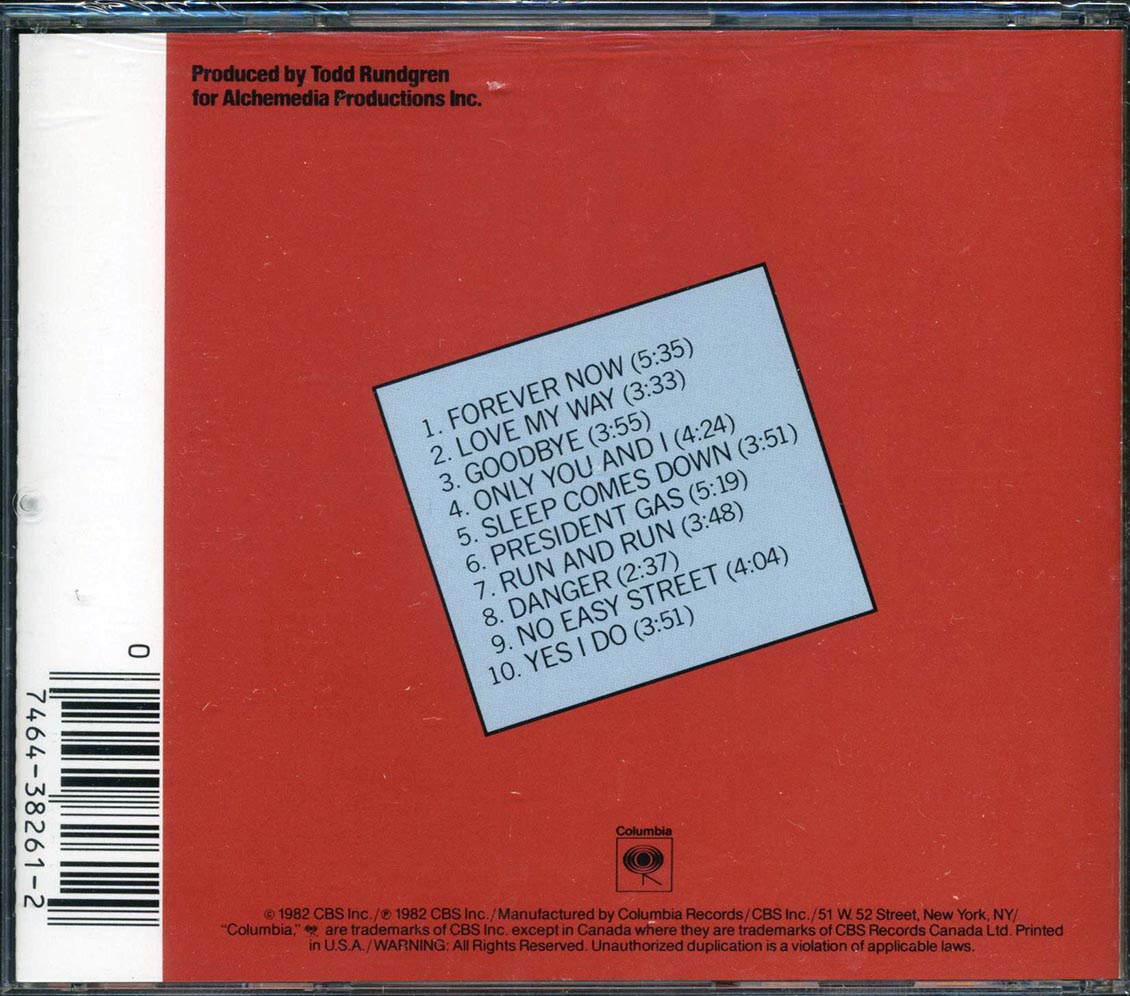 Produced by Todd Rundgren
for Alchemedia Productions Inc.
1. FOREVER NOW (5:35)
2. LOVE MY WAY (3:33)
3. GOODBYE (3:55)
4. ONLY YOU AND I (4:24)
5. SLEEP COMES DOWN (3:51)
6. PRESIDENT GAS (5:19)
7. RUN AND RUN (3:48)
8. DANGER (2:37)
9. NO EASY STREET (4:04)
10. YES I DO (3:51)
0
7464-38261-2
Columbia
© 1982 CBS Inc./℗ 1982 CBS Inc./Manufactured by Columbia Records/CBS Inc./51 W. 52 Street, New York, NY/
"Columbia," are trademarks of CBS Inc. except in Canada where they are trademarks of CBS Records Canada Ltd. Printed
in U.S.A./WARNING: All Rights Reserved. Unauthorized duplication is a violation of applicable laws.